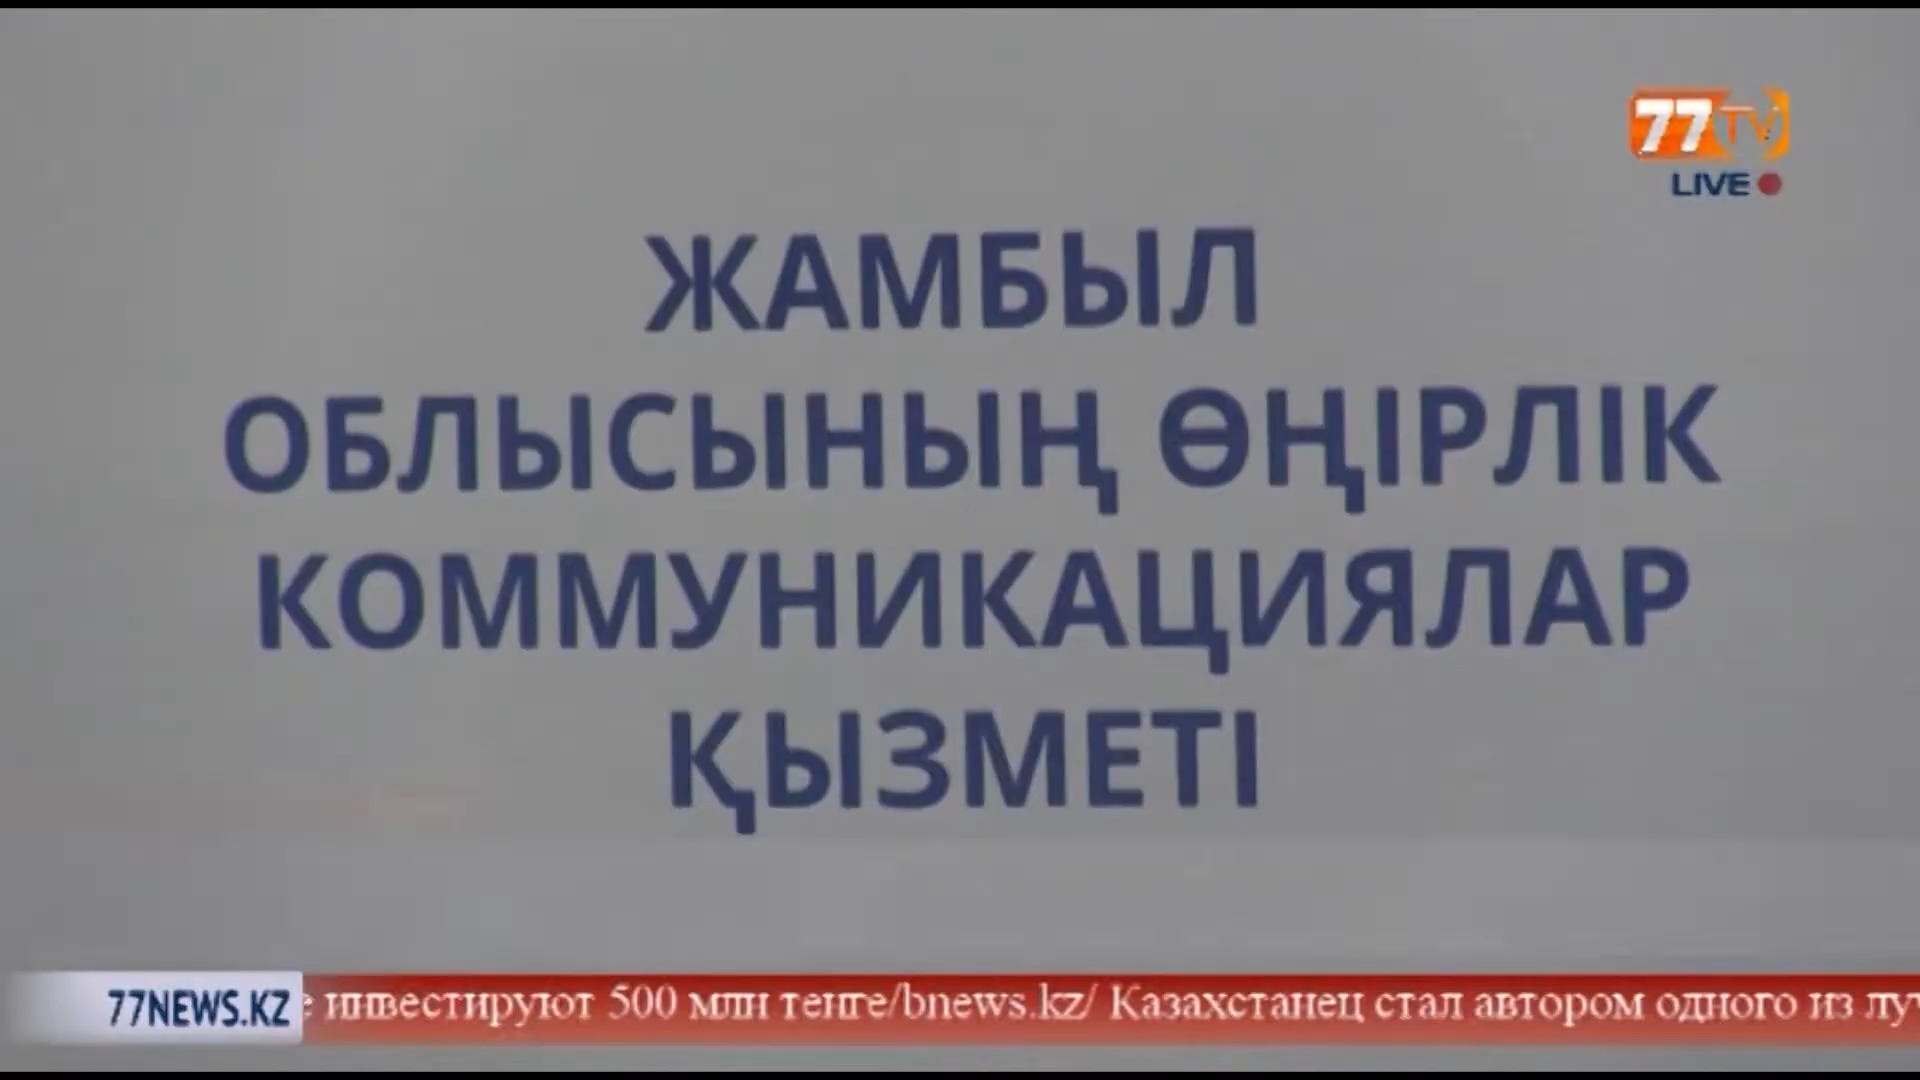 77TV
LIVE
ЖАМБЫЛ
ОБЛЫСЫНЫҢ ӨҢІРЛІК
КОММУНИКАЦИЯЛАР
ҚЫЗМЕТІ
77NEWS.KZ
инвестируют 500 млн тенге/bnews.kz/ Казахстанец стал автором одного из